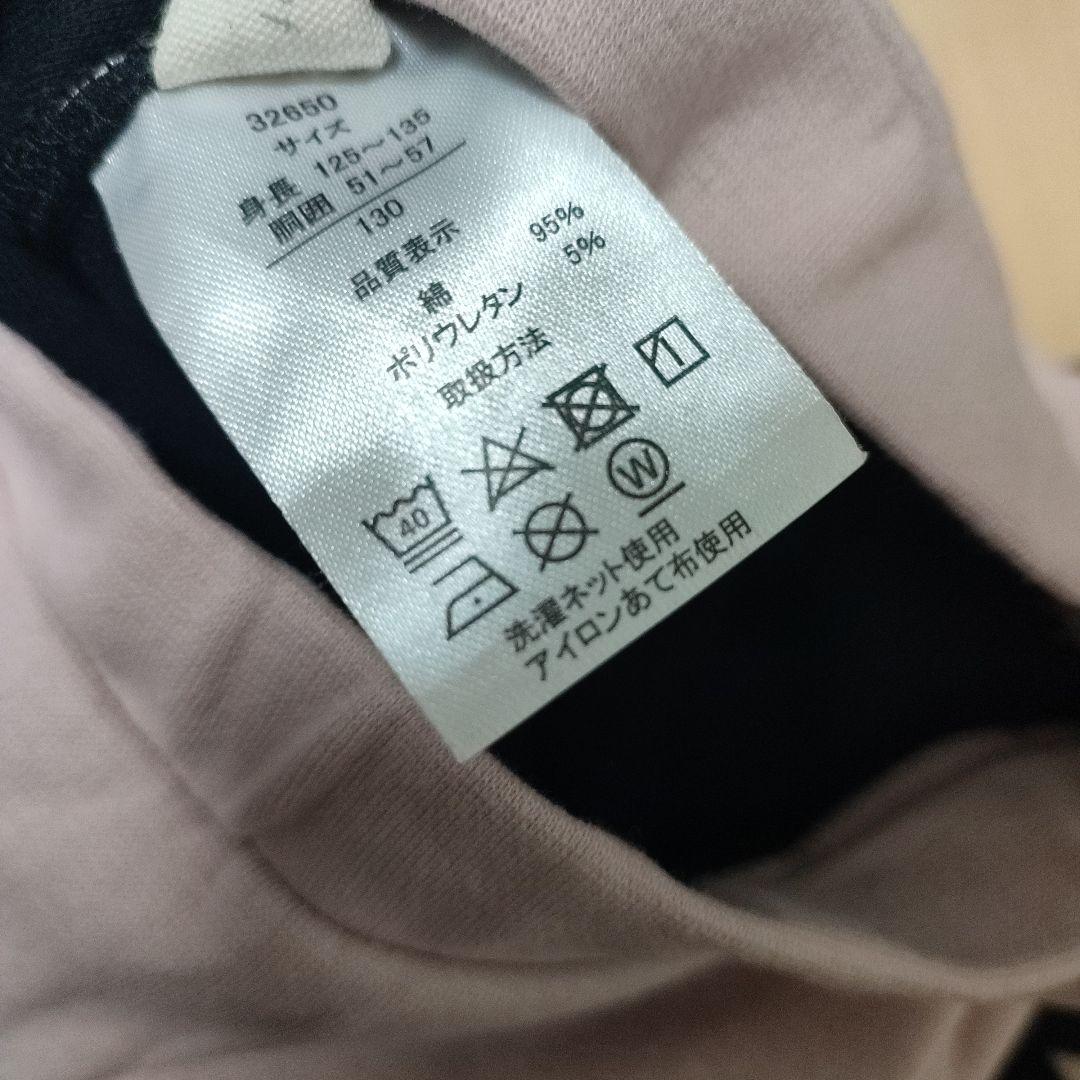 32650
サイズ
身長 125～135
胴囲 51～57
130
品質表示
綿 95%
ポリウレタン 5%
取扱方法
40
W
洗濯ネット使用
アイロンあて布使用